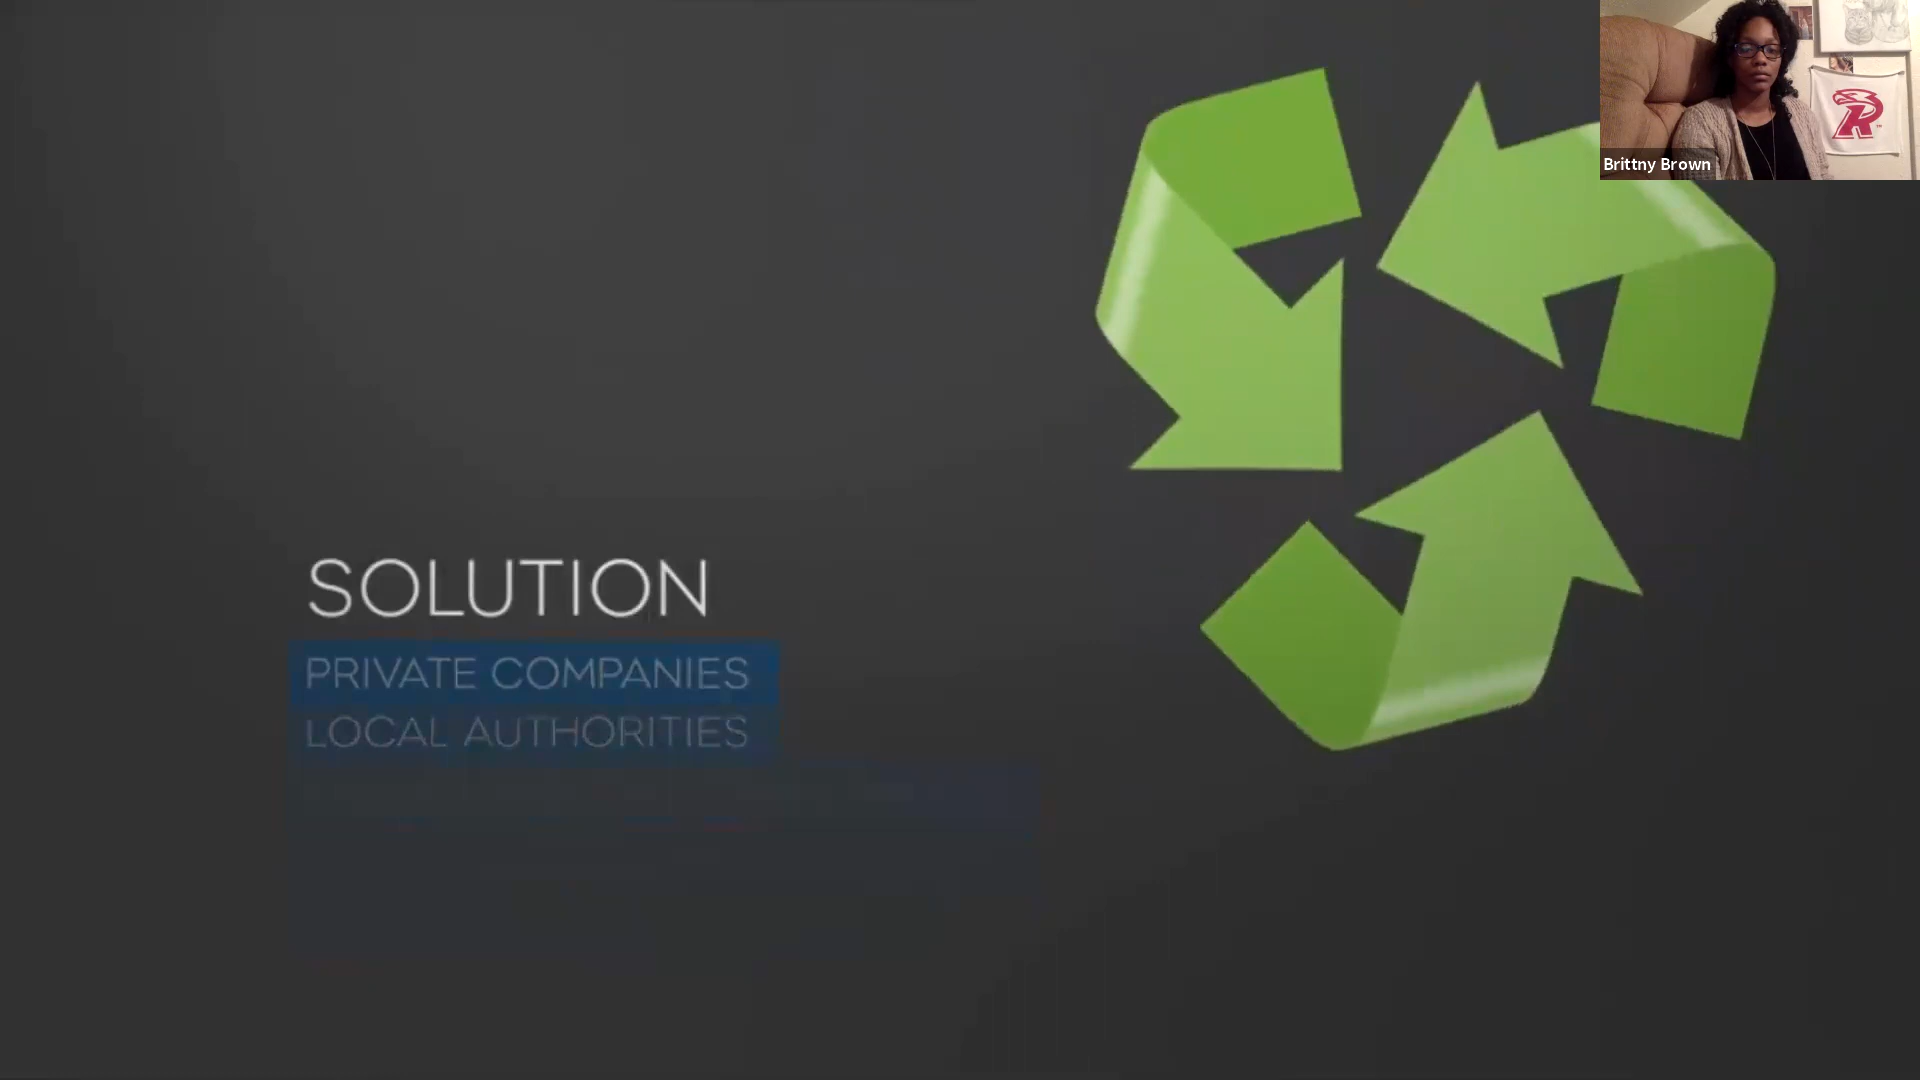 SOLUTION
PRIVATE COMPANIES
LOCAL AUTHORITIES
Brittny Brown
R